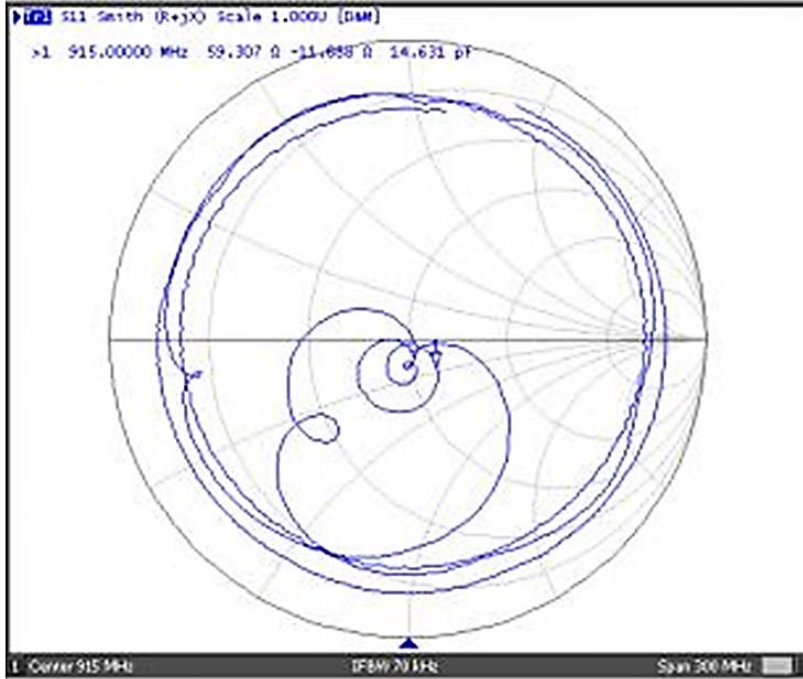 S11 Smith (R+jX) Scale 1.000U
>1 915.00000 MHz 59.307 Ω -11.888 Ω 14.631 pF
1 Center 915 MHz IFBW 70 kHz Span 300 MHz